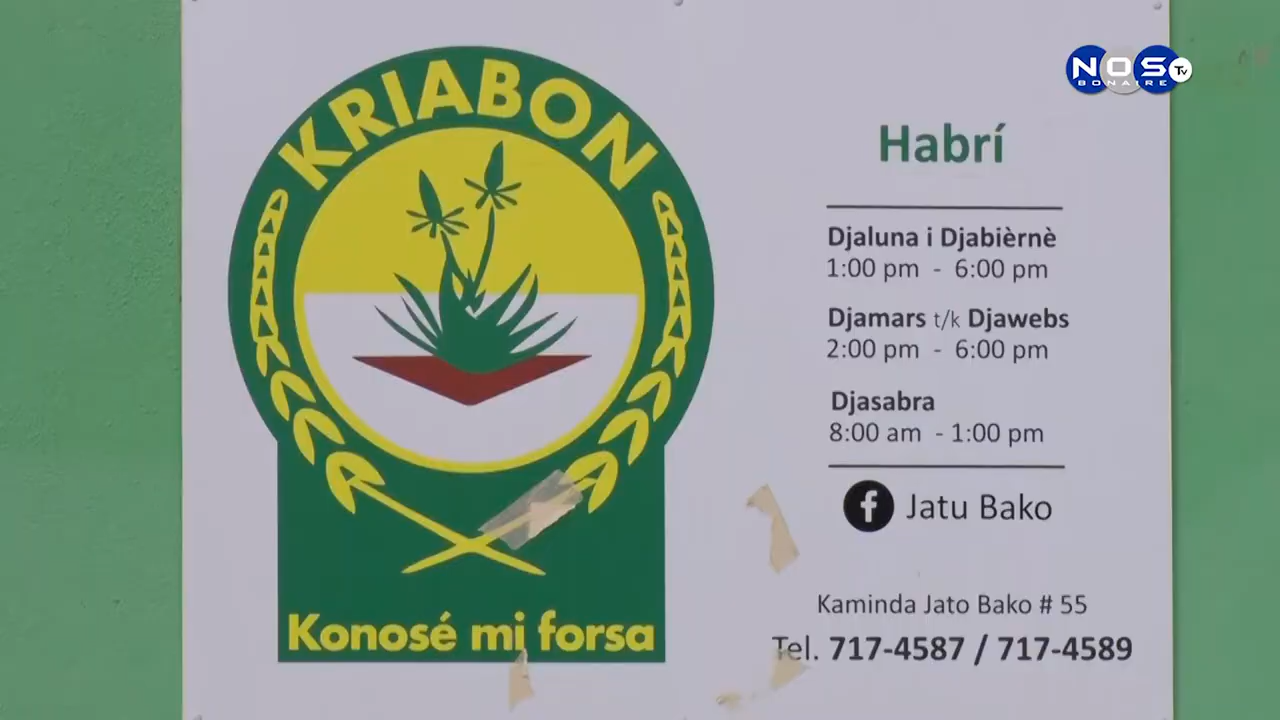 KRIABON
Konosé mi forsa
NOS TV
BONAIRE
Habrí
Djaluna i Djabièrnè
1:00 pm - 6:00 pm
Djamars t/k Djawebs
2:00 pm - 6:00 pm
Djasabra
8:00 am - 1:00 pm
f Jatu Bako
Kaminda Jato Bako # 55
Tel. 717-4587 / 717-4589